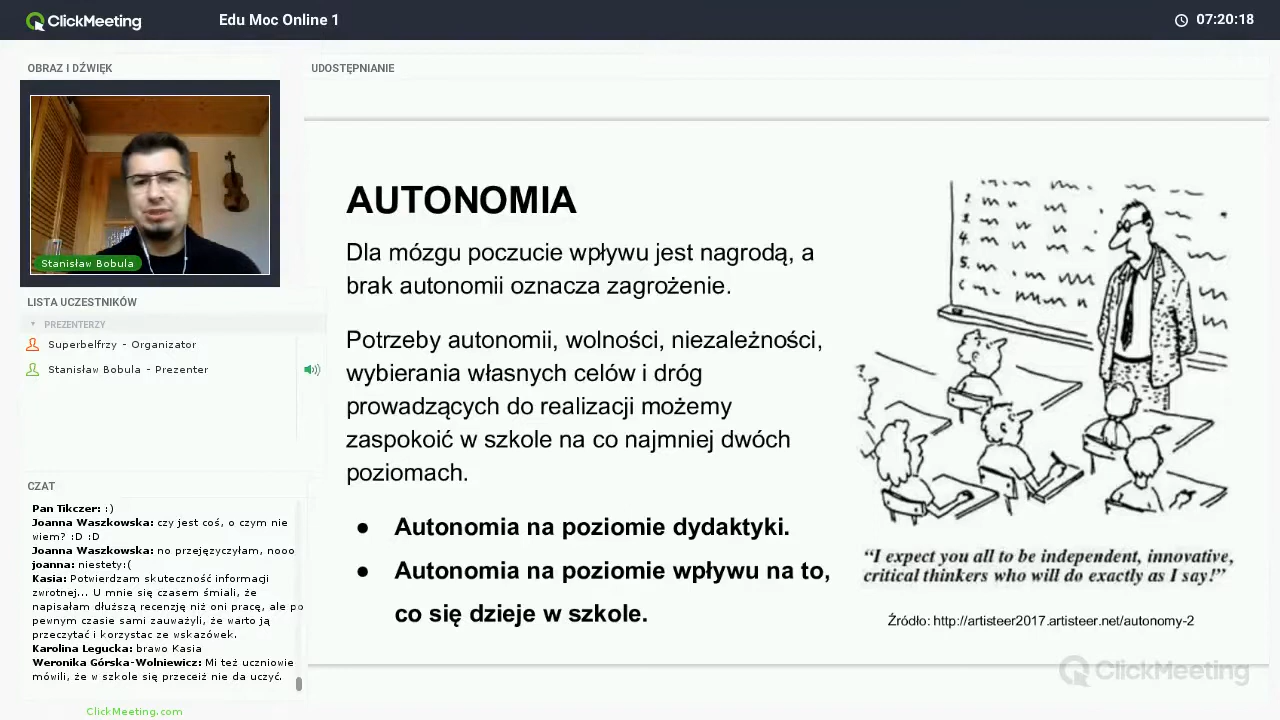 ClickMeeting
Edu Moc Online 1
07:20:18
OBRAZ I DŹWIĘK
Stanisław Bobula
LISTA UCZESTNIKÓW
PREZENTERZY
Superbelfrzy - Organizator
Stanisław Bobula - Prezenter
CZAT
Pan Tikczer: :)
Joanna Waszkowska: czy jest coś, o czym nie
wiem? :D :D
Joanna Waszkowska: no przejęzyczyłam, nooo
joanna: niestety:(
Kasia: Potwierdzam skuteczność informacji
zwrotnej... U mnie się czasem śmiali, że
napisałam dłuższą recenzję niż oni pracę, ale po
pewnym czasie sami zauważyli, że warto ją
przeczytać i korzystac ze wskazówek.
Karolina Legucka: brawo Kasia
Weronika Górska-Wolniewicz: Mi też uczniowie
mówili, że w szkole się przeceiż nie da uczyć.
ClickMeeting.com
UDOSTĘPNIANIE
AUTONOMIA
Dla mózgu poczucie wpływu jest nagrodą, a
brak autonomii oznacza zagrożenie.
Potrzeby autonomii, wolności, niezależności,
wybierania własnych celów i dróg
prowadzących do realizacji możemy
zaspokoić w szkole na co najmniej dwóch
poziomach.
● Autonomia na poziomie dydaktyki.
● Autonomia na poziomie wpływu na to,
co się dzieje w szkole.
2.
4.
5.
“I expect you all to be independent, innovative,
critical thinkers who will do exactly as I say!”
Źródło: http://artisteer2017.artisteer.net/autonomy-2
ClickMeeting